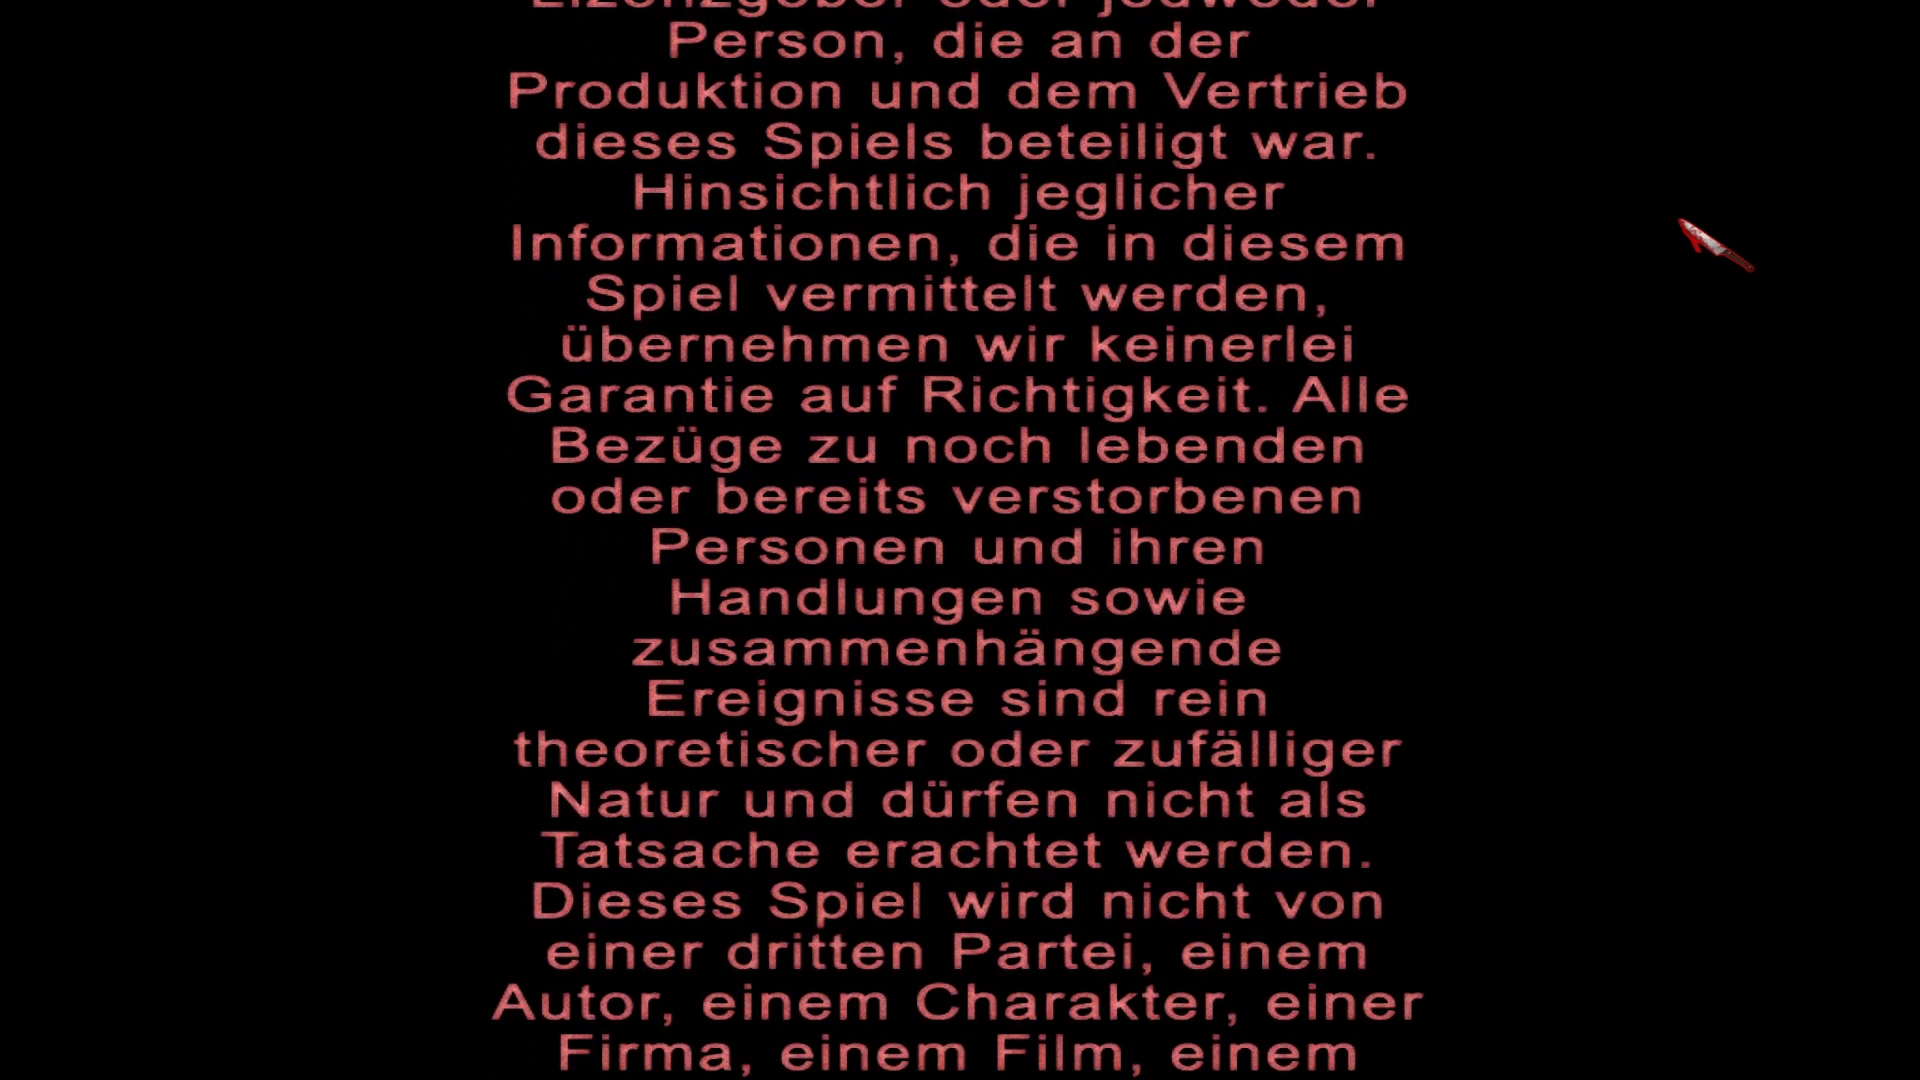 Lizenzgeber oder jedweder
Person, die an der
Produktion und dem Vertrieb
dieses Spiels beteiligt war.
Hinsichtlich jeglicher
Informationen, die in diesem
Spiel vermittelt werden,
übernehmen wir keinerlei
Garantie auf Richtigkeit. Alle
Bezüge zu noch lebenden
oder bereits verstorbenen
Personen und ihren
Handlungen sowie
zusammenhängende
Ereignisse sind rein
theoretischer oder zufälliger
Natur und dürfen nicht als
Tatsache erachtet werden.
Dieses Spiel wird nicht von
einer dritten Partei, einem
Autor, einem Charakter, einer
Firma, einem Film, einem